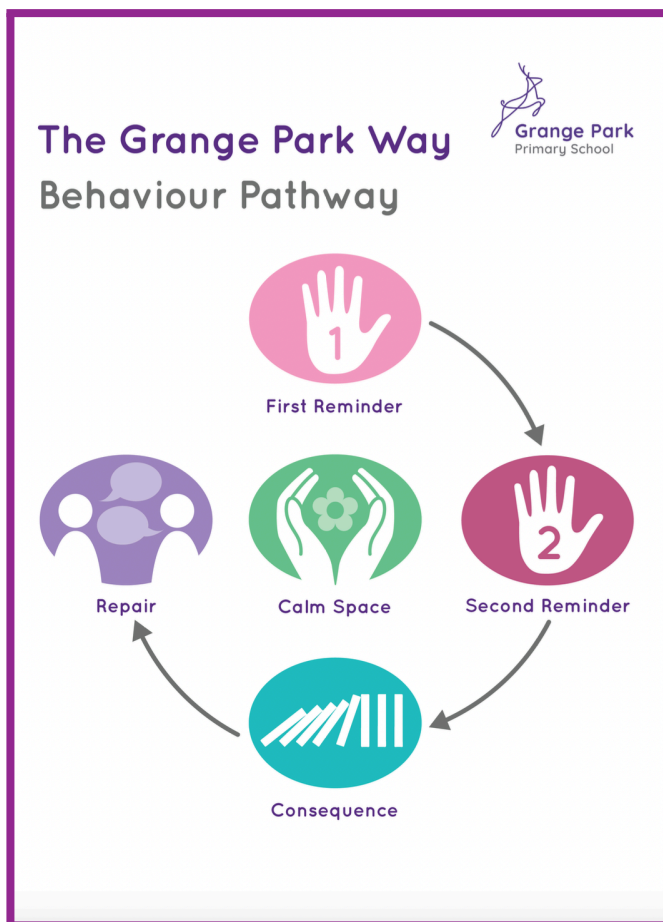 The Grange Park Way
Behaviour Pathway
Grange Park
Primary School
1
First Reminder
2
Repair
Calm Space
Second Reminder
Consequence